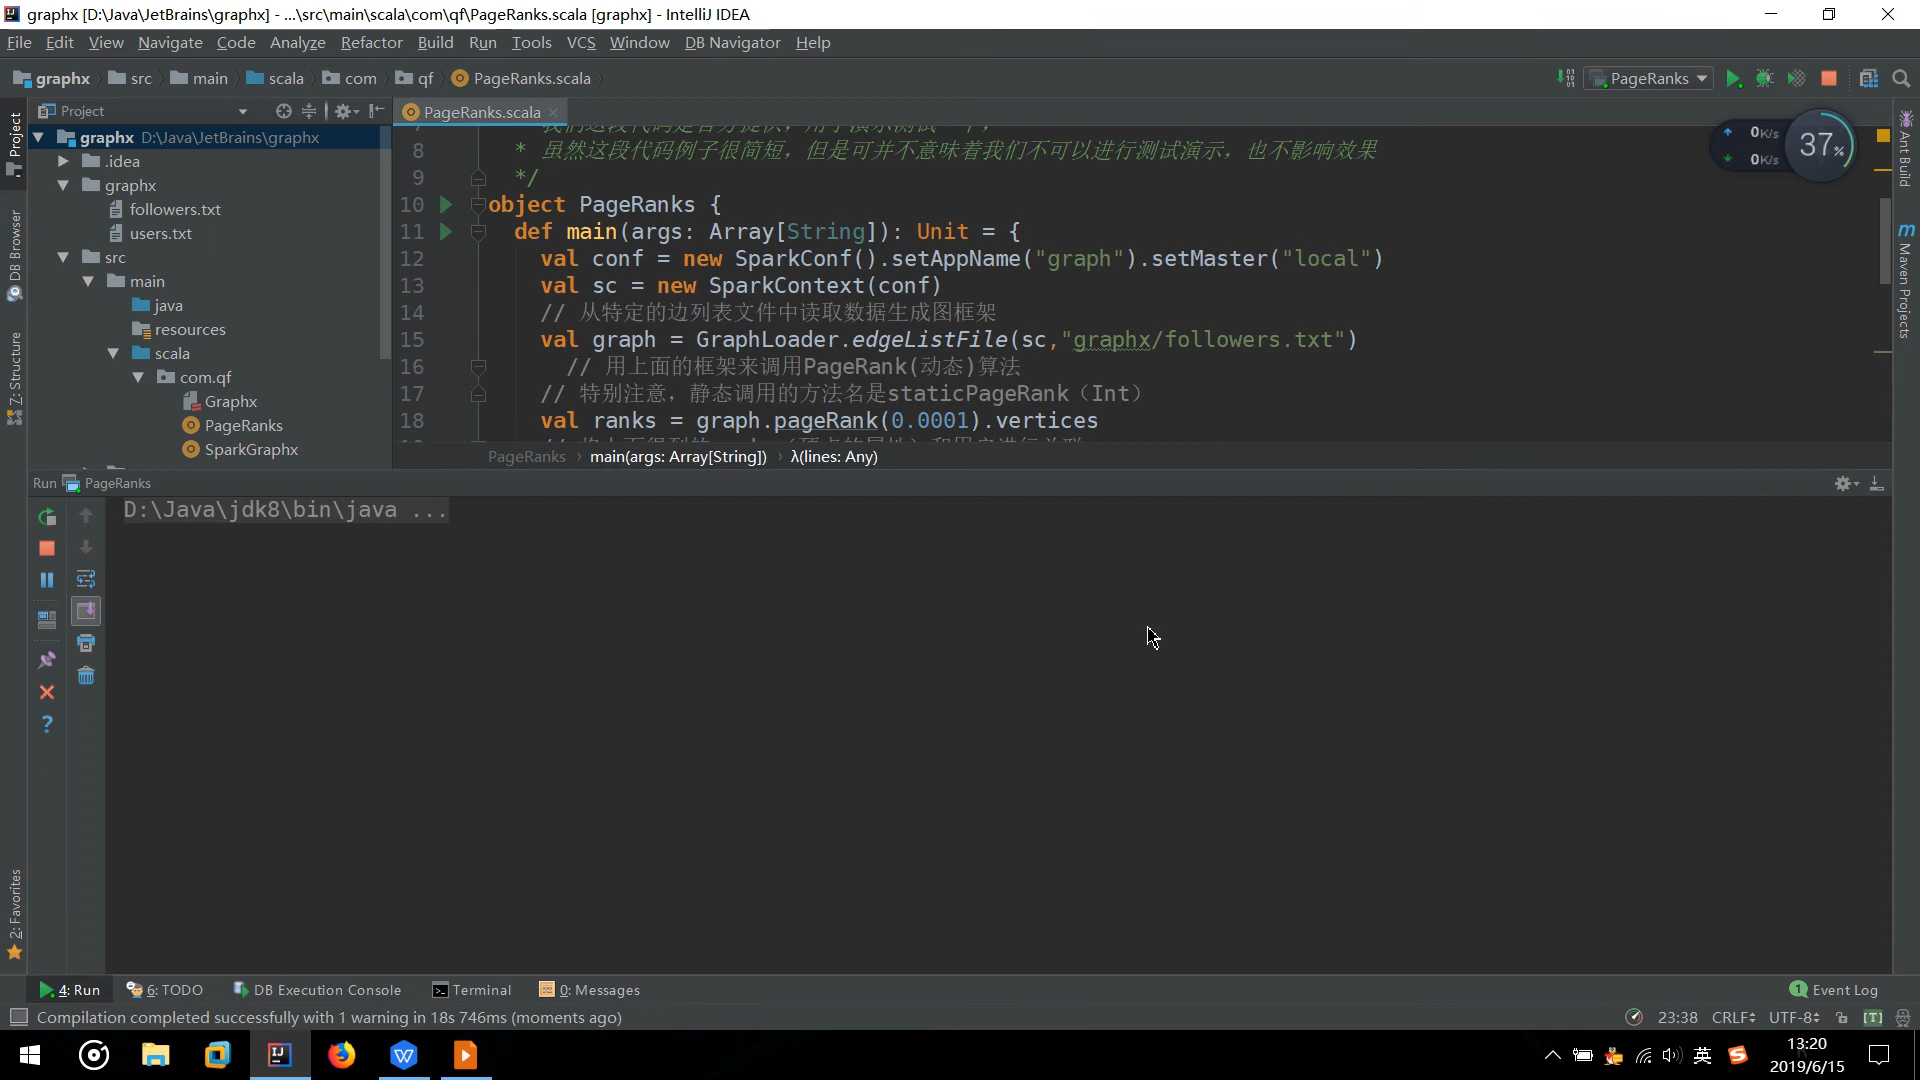 graphx [D:\Java\JetBrains\graphx] - ...\src\main\scala\com\qf\PageRanks.scala [graphx] - IntelliJ IDEA
File Edit View Navigate Code Analyze Refactor Build Run Tools VCS Window DB Navigator Help
graphx src main scala com qf PageRanks.scala
PageRanks
Project
PageRanks.scala
graphx D:\Java\JetBrains\graphx
.idea
graphx
followers.txt
users.txt
src
main
java
resources
scala
com.qf
Graphx
PageRanks
SparkGraphx
8 * 虽然这段代码例子很简短，但是可并不意味着我们不可以进行测试演示，也不影响效果
9 */
10 object PageRanks {
11 def main(args: Array[String]): Unit = {
12 val conf = new SparkConf().setAppName("graph").setMaster("local")
13 val sc = new SparkContext(conf)
14 // 从特定的边列表文件中读取数据生成图框架
15 val graph = GraphLoader.edgeListFile(sc,"graphx/followers.txt")
16 // 用上面的框架来调用PageRank(动态)算法
17 // 特别注意，静态调用的方法名是staticPageRank（Int）
18 val ranks = graph.pageRank(0.0001).vertices
PageRanks › main(args: Array[String]) › λ(lines: Any)
0K/s
0K/s
37%
Project
DB Browser
Z: Structure
2: Favorites
Ant Build
Maven Projects
Run PageRanks
D:\Java\jdk8\bin\java ...
4: Run 6: TODO DB Execution Console Terminal 0: Messages 1 Event Log
Compilation completed successfully with 1 warning in 18s 746ms (moments ago) 23:38 CRLF UTF-8 [T]
英
13:20
2019/6/15